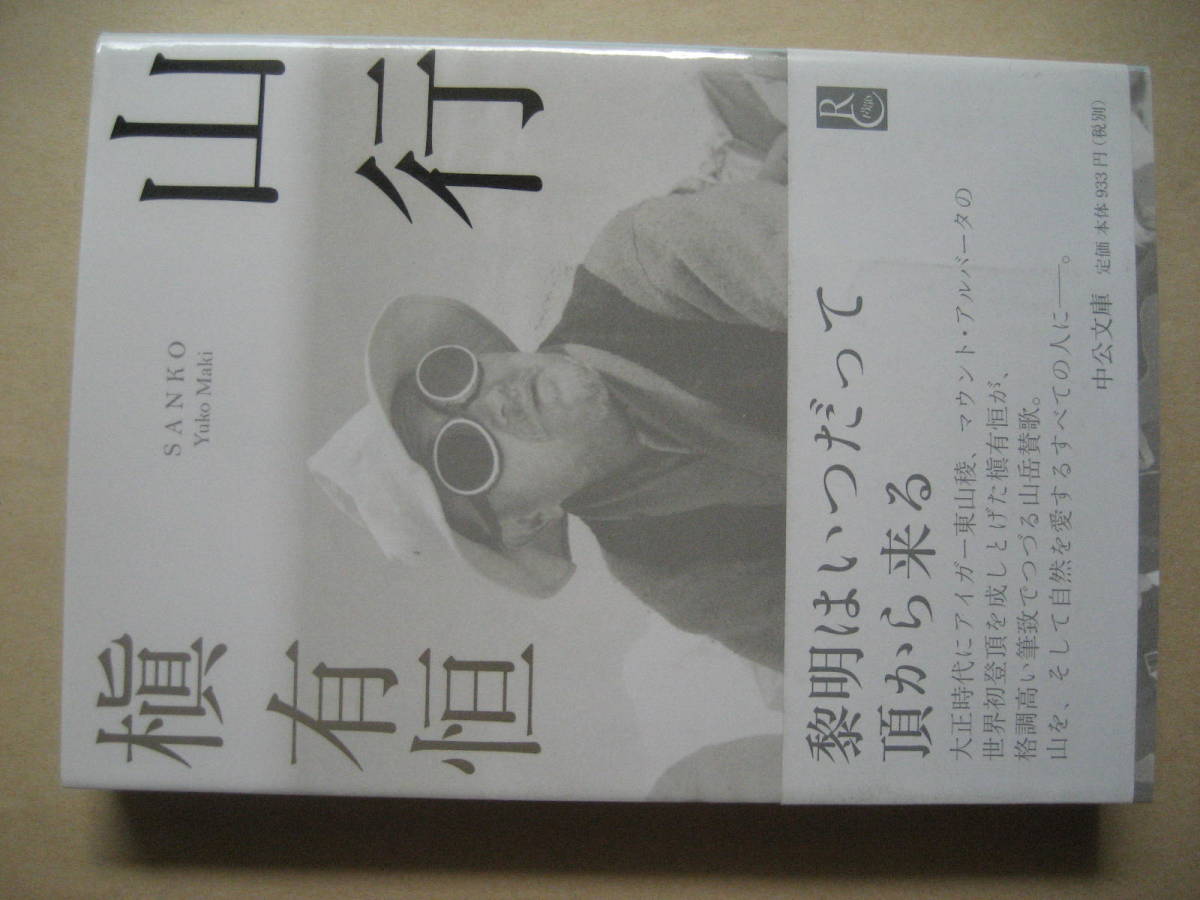 山
行
SANKO
Yuko Maki
槇
有
恒
黎明はいつだって
頂から来る
大正時代にアイガー東山稜、マウント・アルバータの
世界初登頂を成しとげた槇有恒が、
格調高い筆致でつづる山岳賛歌。
山を、そして自然を愛するすべての人に――。
中公文庫 定価 本体933円(税別)